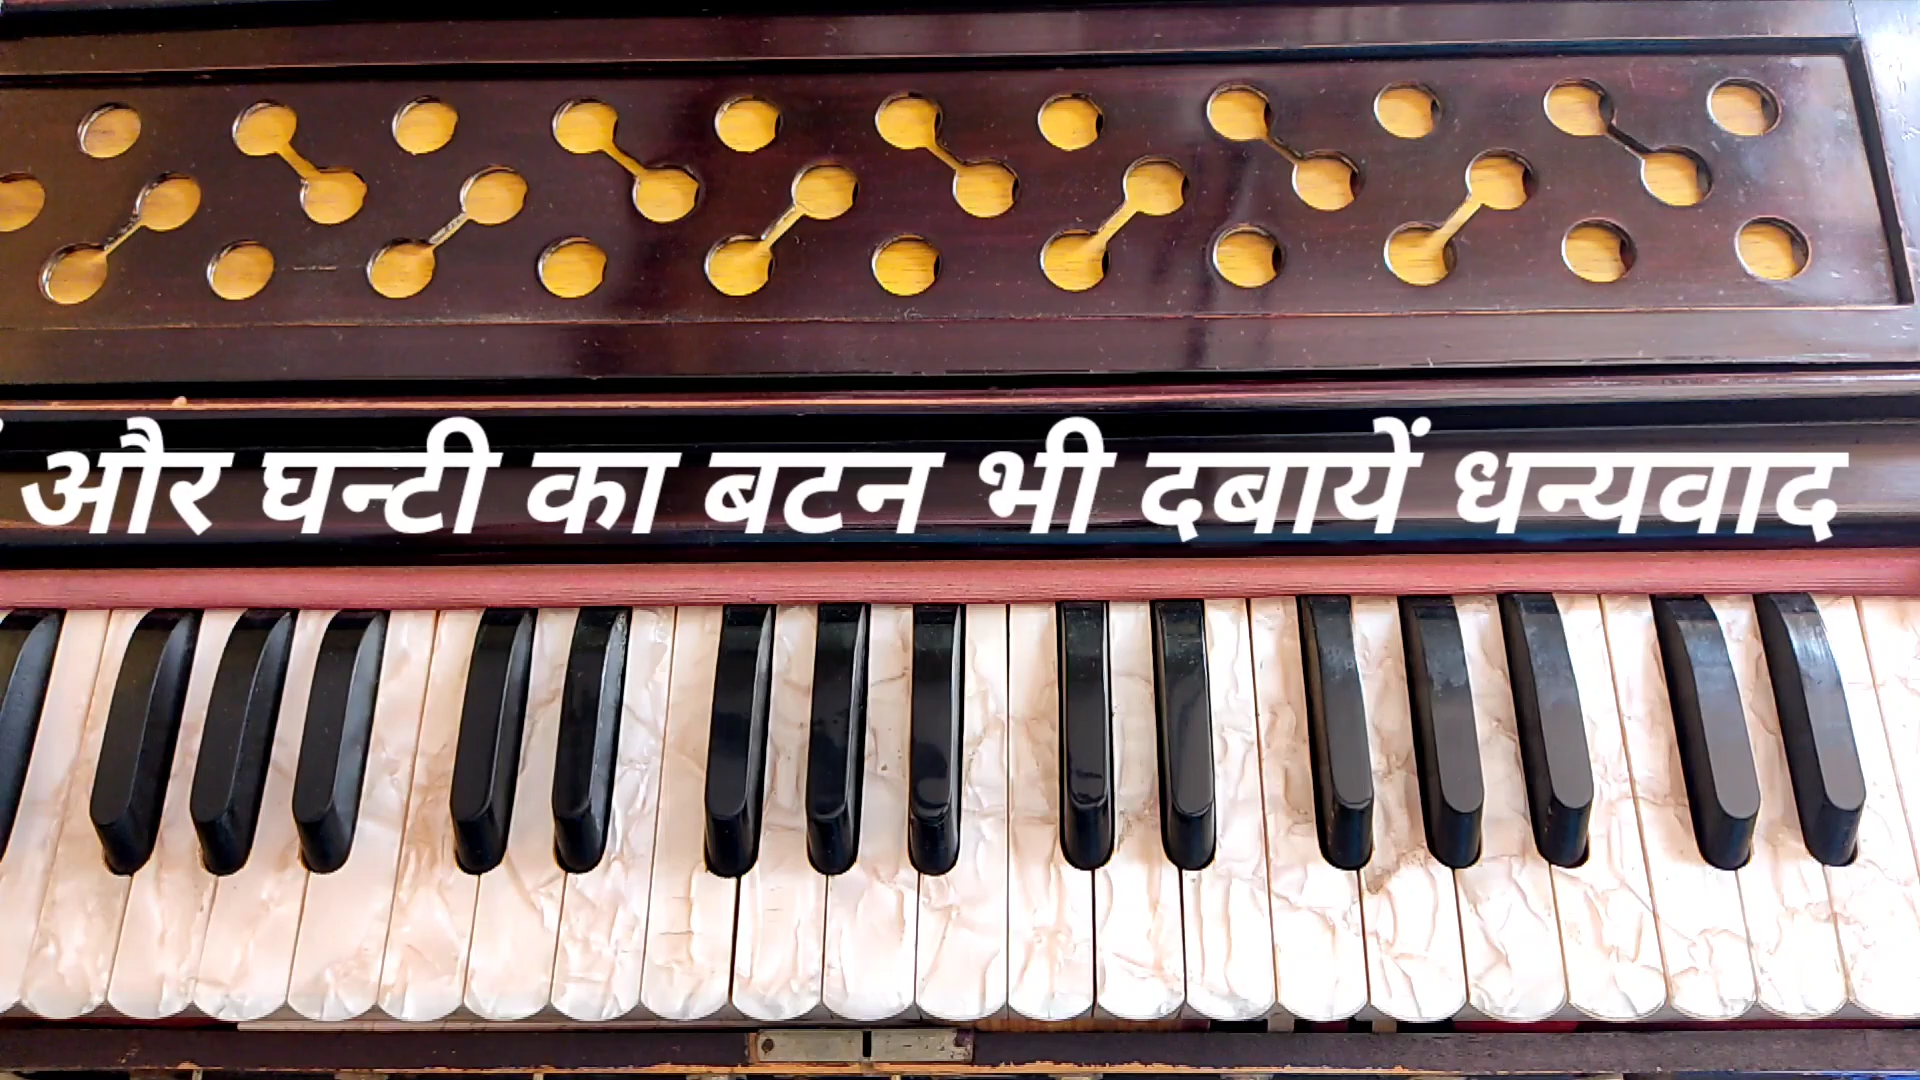 और घन्टी का बटन भी दबायें धन्यवाद